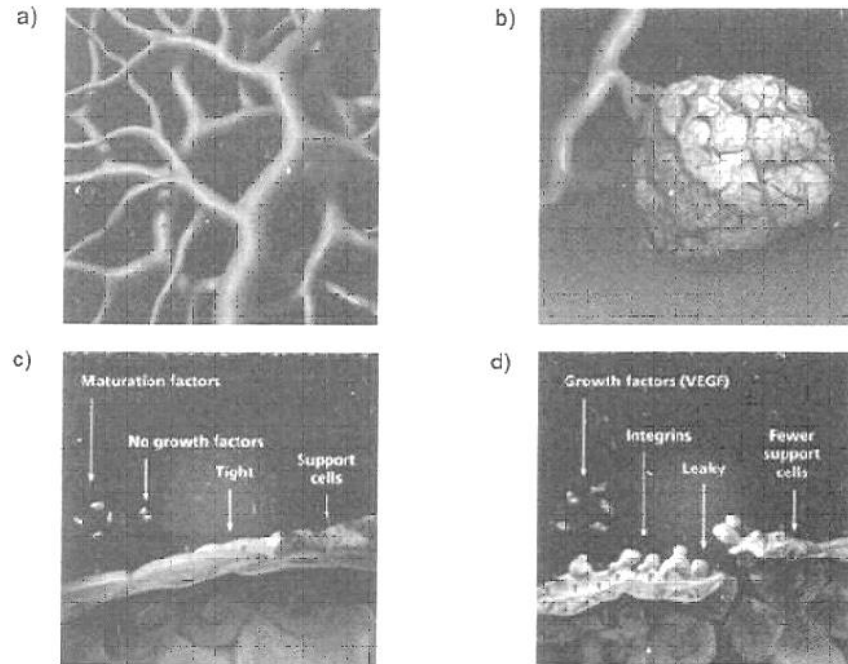 a)
b)
c)
Maturation factors
No growth factors
Tight
Support
cells
d)
Growth factors (VEGF)
Integrins
Leaky
Fewer
support
cells